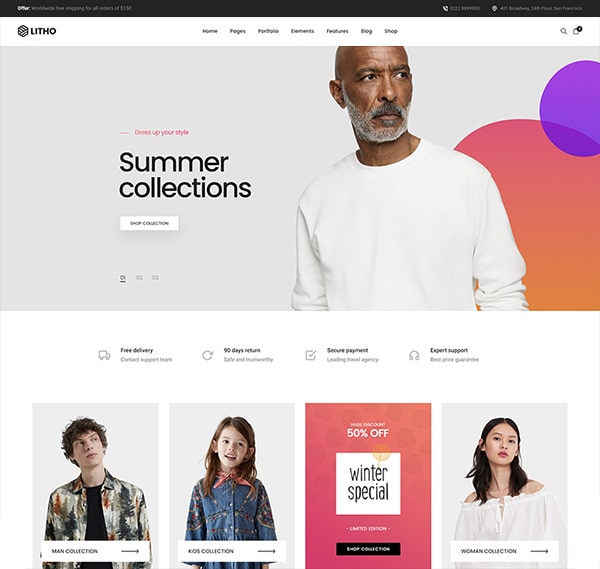 Offer: Worldwide free shipping for all orders of $150
0222 8899900
401 Broadway, 24th Floor, San Francisco
LITHO
Home Pages Portfolio Elements Features Blog Shop
Dress up your style
Summer
collections
SHOP COLLECTION
01 02 03
Free delivery
Contact support team
90 days return
Safe and trustworthy
Secure payment
Leading travel agency
Expert support
Best price guarantee
MAN COLLECTION
KIDS COLLECTION
HUGE DISCOUNT
50% OFF
winter
special
- LIMITED EDITION -
SHOP COLLECTION
WOMAN COLLECTION